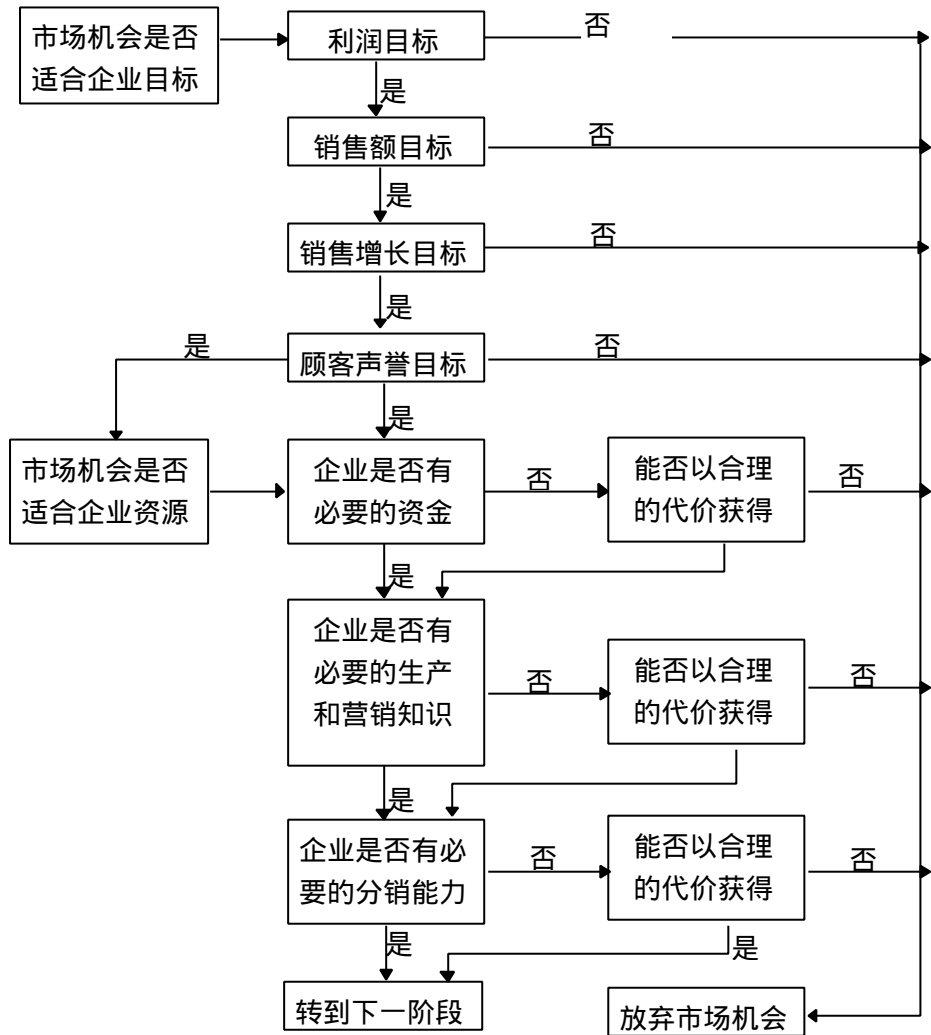 市场机会是否
适合企业目标
利润目标
否
是
销售额目标
否
是
销售增长目标
否
是
是
顾客声誉目标
否
是
市场机会是否
适合企业资源
企业是否有
必要的资金
否
能否以合理
的代价获得
否
是
企业是否有
必要的生产
和营销知识
否
能否以合理
的代价获得
否
是
企业是否有必
要的分销能力
否
能否以合理
的代价获得
否
是
是
转到下一阶段
放弃市场机会